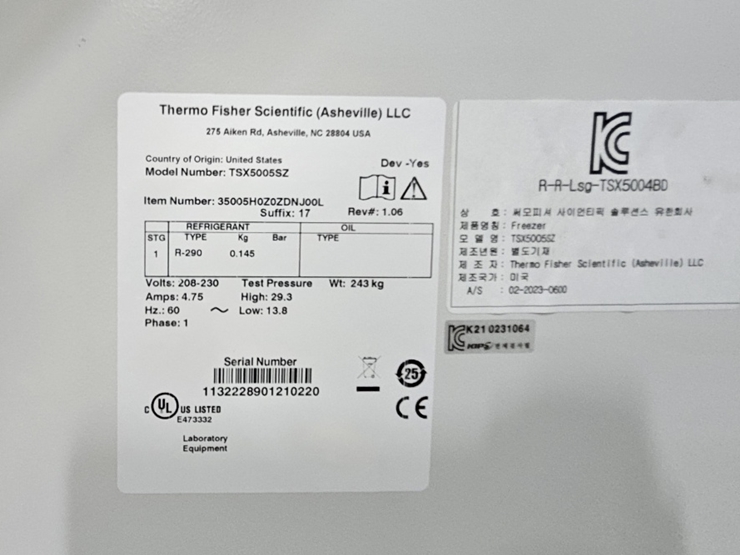 Thermo Fisher Scientific (Asheville) LLC
275 Aiken Rd, Asheville, NC 28804 USA
Country of Origin: United States
Dev -Yes
Model Number: TSX5005SZ
Item Number: 35005H0Z0ZDNJ00L
Suffix: 17 Rev#: 1.06
REFRIGERANT OIL
STG TYPE Kg Bar TYPE
1 R-290 0.145
Volts: 208-230 Test Pressure Wt: 243 kg
Amps: 4.75 High: 29.3
Hz.: 60 ～ Low: 13.8
Phase: 1
Serial Number
1132228901210220
25
C UL US LISTED
E473332
CE
Laboratory
Equipment
KC
R-R-Lsg-TSX5004BD
상 호: 써모피셔 사이언티픽 솔루션스 유한회사
제품명칭: Freezer
모 델 명: TSX5005SZ
제조년월: 별도기재
제 조 자: Thermo Fisher Scientific (Asheville) LLC
제조국가: 미국
A/S : 02-2023-0600
K21 0231064